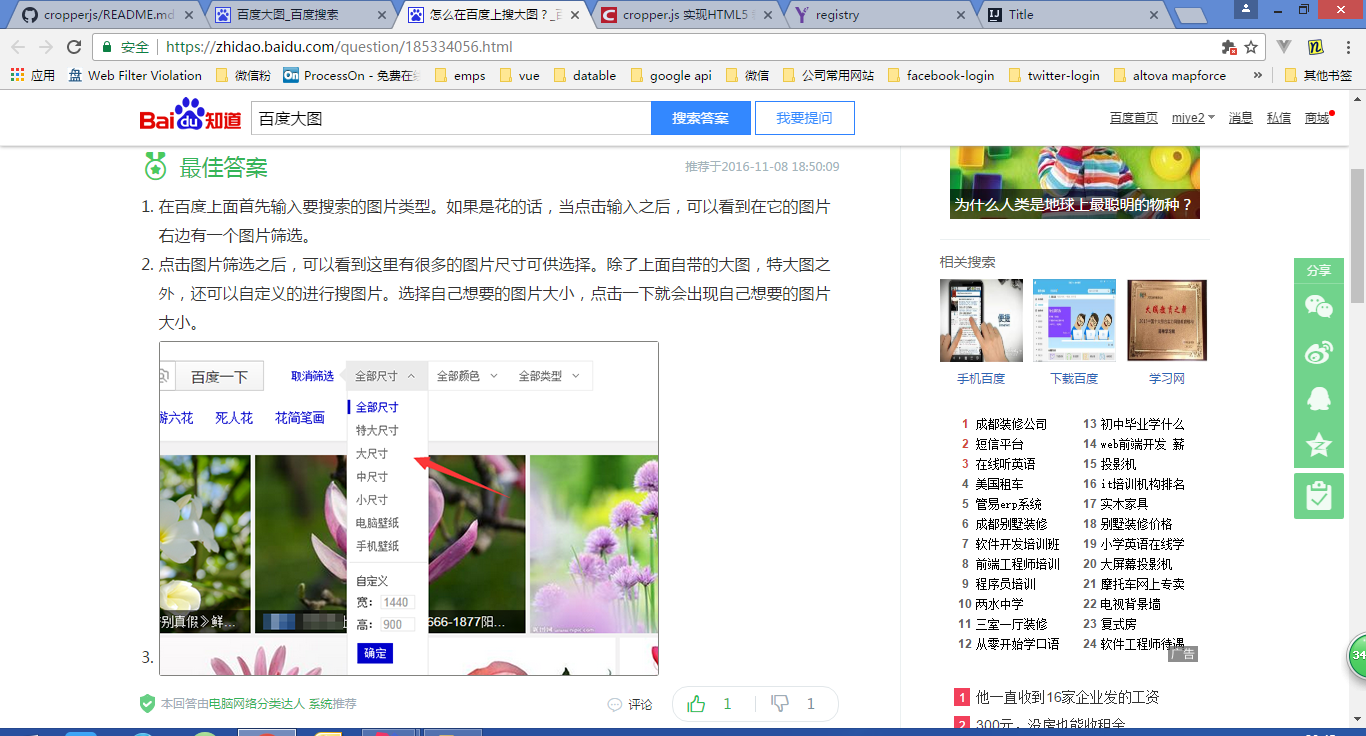 cropperjs/README.md
百度大图_百度搜索
怎么在百度上搜大图？_百
cropper.js 实现HTML5
registry
Title
安全 https://zhidao.baidu.com/question/185334056.html
应用 Web Filter Violation 微信粉 ProcessOn - 免费在线 emps vue datable google api 微信 公司常用网站 facebook-login twitter-login altova mapforce » 其他书签
Baidu知道
百度大图
搜索答案
我要提问
百度首页 miye2 消息 私信 商城
最佳答案
推荐于2016-11-08 18:50:09
1. 在百度上面首先输入要搜索的图片类型。如果是花的话，当点击输入之后，可以看到在它的图片
右边有一个图片筛选。
2. 点击图片筛选之后，可以看到这里有很多的图片尺寸可供选择。除了上面自带的大图，特大图之
外，还可以自定义的进行搜图片。选择自己想要的图片大小，点击一下就会出现自己想要的图片
大小。
百度一下 取消筛选 全部尺寸 全部颜色 全部类型
游六花 死人花 花简笔画
全部尺寸
特大尺寸
大尺寸
中尺寸
小尺寸
电脑壁纸
手机壁纸
自定义
宽： 1440
高： 900
确定
别真假》鲜...
666-1877阳...
3.
本回答由电脑网络分类达人 系统推荐
评论
1
1
为什么人类是地球上最聪明的物种？
相关搜索
便捷
手机百度 下载百度 学习网
1 成都装修公司
2 短信平台
3 在线听英语
4 美国租车
5 管易erp系统
6 成都别墅装修
7 软件开发培训班
8 前端工程师培训
9 程序员培训
10 两水中学
11 三室一厅装修
12 从零开始学口语
13 初中毕业学什么
14 web前端开发 薪
15 投影机
16 it培训机构排名
17 实木家具
18 别墅装修价格
19 小学英语在线学
20 大屏幕投影机
21 摩托车网上专卖
22 电视背景墙
23 复式房
24 软件工程师待遇
广告
1 他一直收到16家企业发的工资
2 300元，没房也能收租金
分享
34